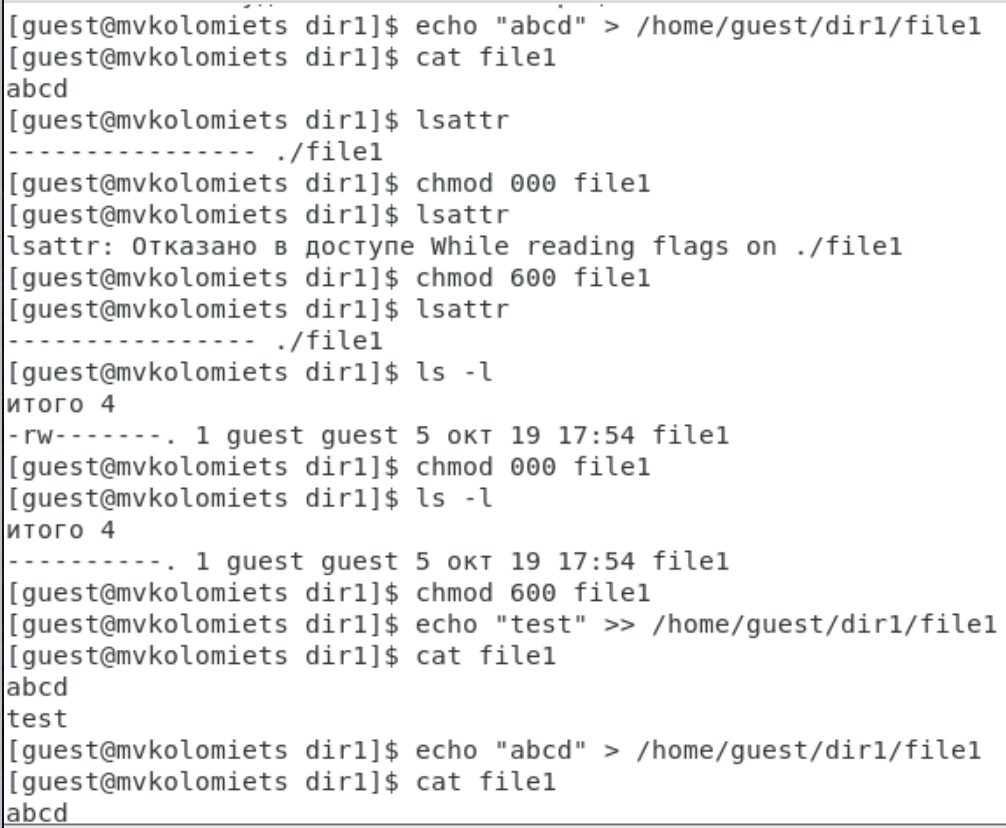 [guest@mvkolomiets dir1]$ echo "abcd" > /home/guest/dir1/file1
[guest@mvkolomiets dir1]$ cat file1
abcd
[guest@mvkolomiets dir1]$ lsattr
---------------- ./file1
[guest@mvkolomiets dir1]$ chmod 000 file1
[guest@mvkolomiets dir1]$ lsattr
lsattr: Отказано в доступе While reading flags on ./file1
[guest@mvkolomiets dir1]$ chmod 600 file1
[guest@mvkolomiets dir1]$ lsattr
---------------- ./file1
[guest@mvkolomiets dir1]$ ls -l
итого 4
-rw-------. 1 guest guest 5 окт 19 17:54 file1
[guest@mvkolomiets dir1]$ chmod 000 file1
[guest@mvkolomiets dir1]$ ls -l
итого 4
----------. 1 guest guest 5 окт 19 17:54 file1
[guest@mvkolomiets dir1]$ chmod 600 file1
[guest@mvkolomiets dir1]$ echo "test" >> /home/guest/dir1/file1
[guest@mvkolomiets dir1]$ cat file1
abcd
test
[guest@mvkolomiets dir1]$ echo "abcd" > /home/guest/dir1/file1
[guest@mvkolomiets dir1]$ cat file1
abcd